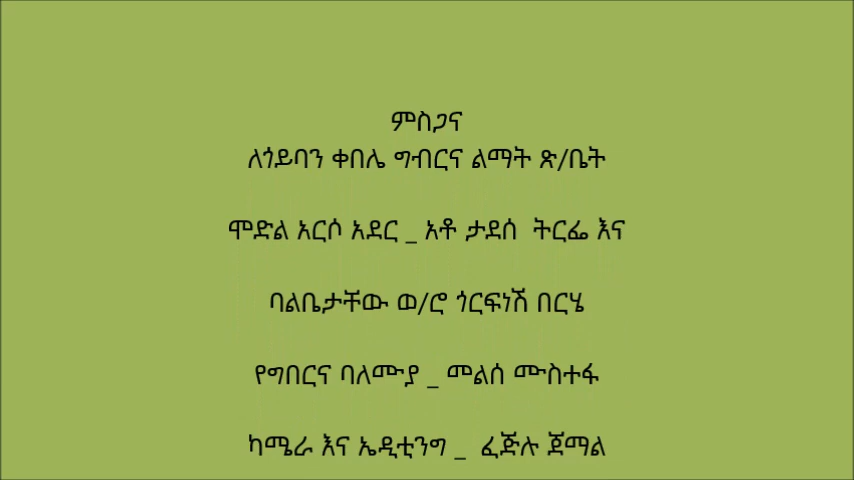 ምስጋና
ለጎይባን ቀበሌ ግብርና ልማት ጽ/ቤት
ሞድል አርሶ አደር _ አቶ ታደሰ ትርፌ እና
ባልቤታቸው ወ/ሮ ጎርፍነሽ በርሄ
የግበርና ባለሙያ _ መልሰ ሙስተፋ
ካሜራ እና ኤዲቲንግ _ ፈጅሉ ጀማል